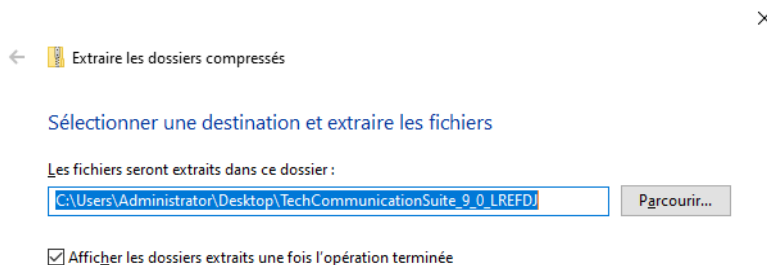 Extraire les dossiers compressés
Sélectionner une destination et extraire les fichiers
Les fichiers seront extraits dans ce dossier :
C:\Users\Administrator\Desktop\TechCommunicationSuite_9_0_LREFDJ
Parcourir...
Afficher les dossiers extraits une fois l'opération terminée